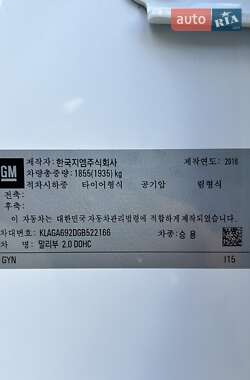 auto RIA
.com
GM
제작자: 한국지엠주식회사 제작연도: 2016
차량총중량: 1855(1935) kg
적차시하중 타이어형식 공기압 림형식
전축:
후축:
이 자동차는 대한민국 자동차관리법령에 적합하게 제작되었습니다.
차대번호: KLAGA692DGB522166 차종: 승 용
차 명: 말리부 2.0 DOHC
GYN I15